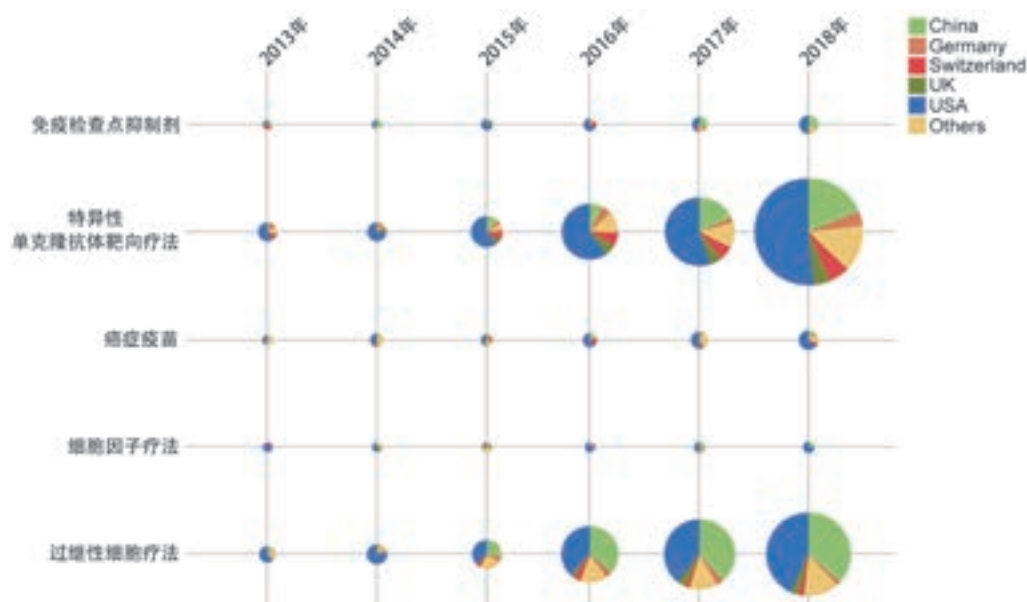 2013年
2014年
2015年
2016年
2017年
2018年
China
Germany
Switzerland
UK
USA
Others
免疫检查点抑制剂
特异性
单克隆抗体靶向疗法
癌症疫苗
细胞因子疗法
过继性细胞疗法